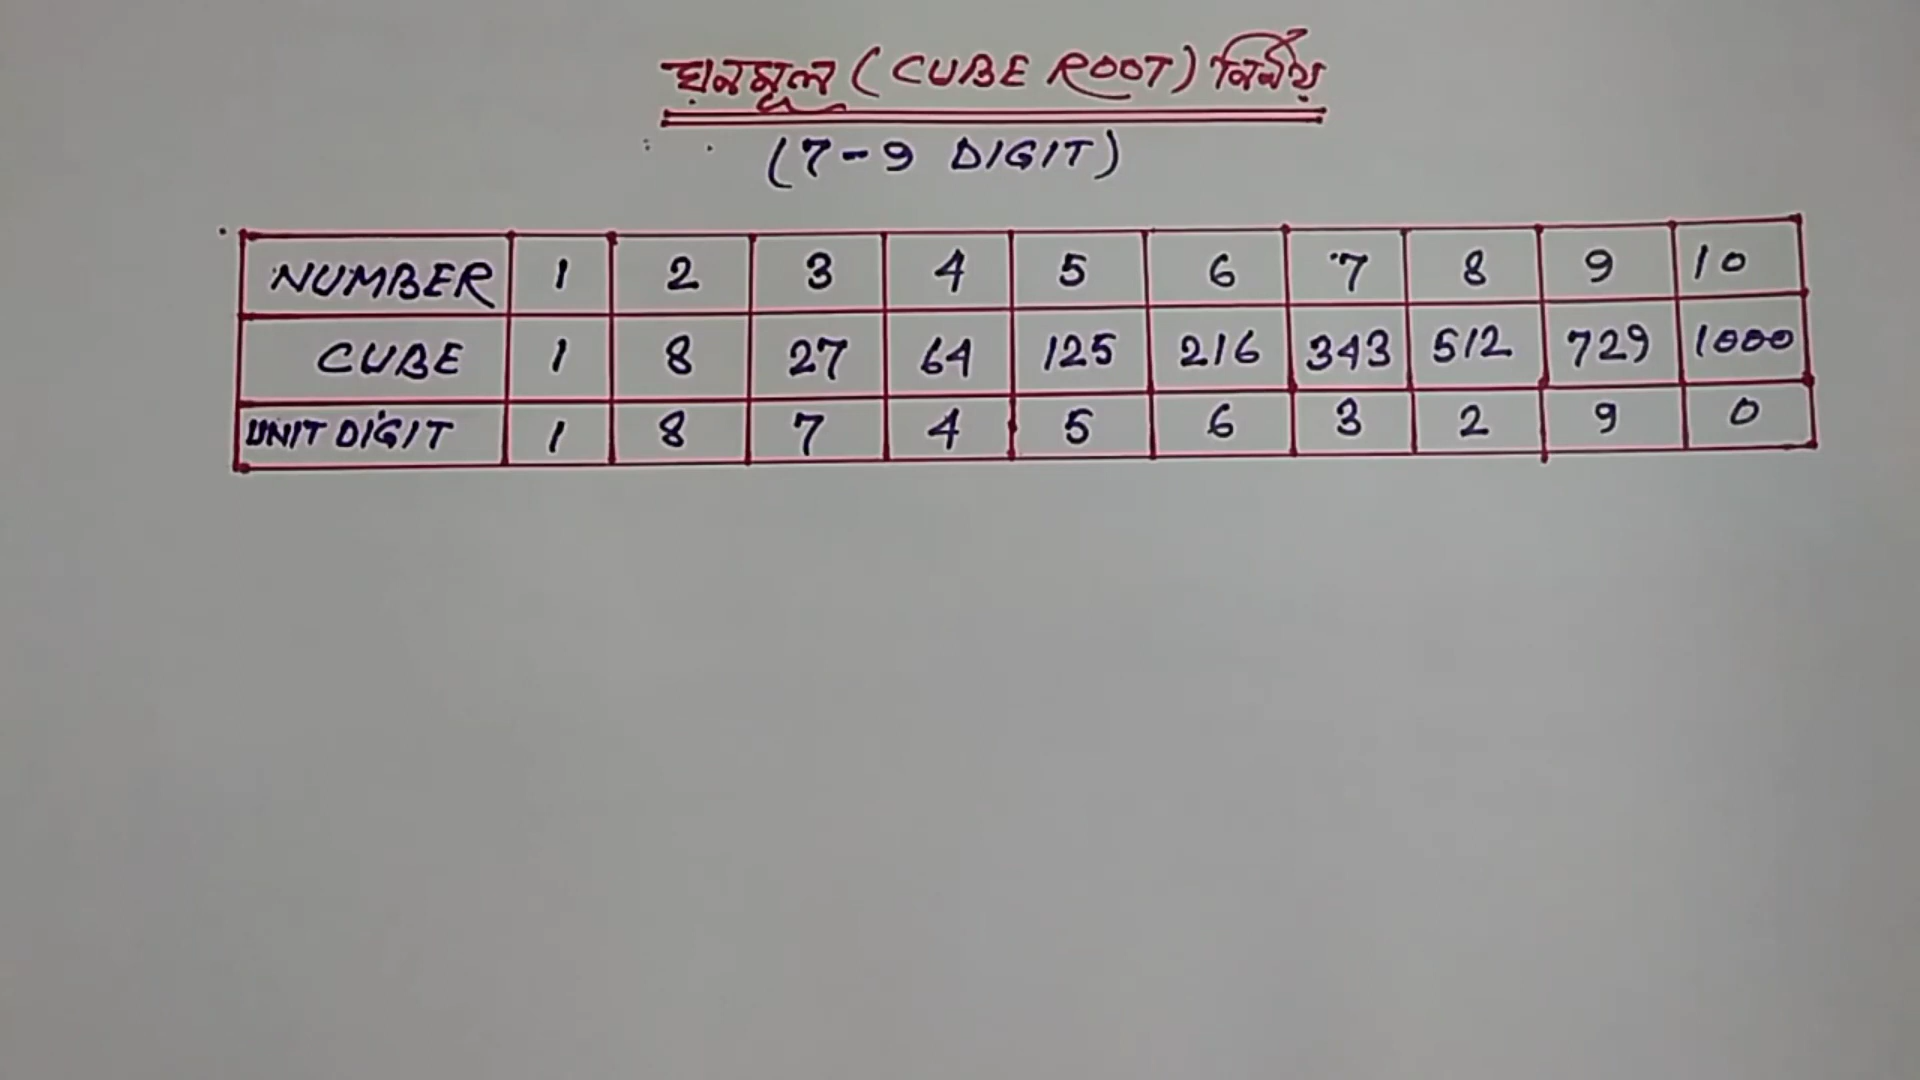 ঘনমূল (CUBE ROOT) নির্ণয়
(7-9 DIGIT)
NUMBER 1 2 3 4 5 6 7 8 9 10
CUBE 1 8 27 64 125 216 343 512 729 1000
UNIT DIGIT 1 8 7 4 5 6 3 2 9 0